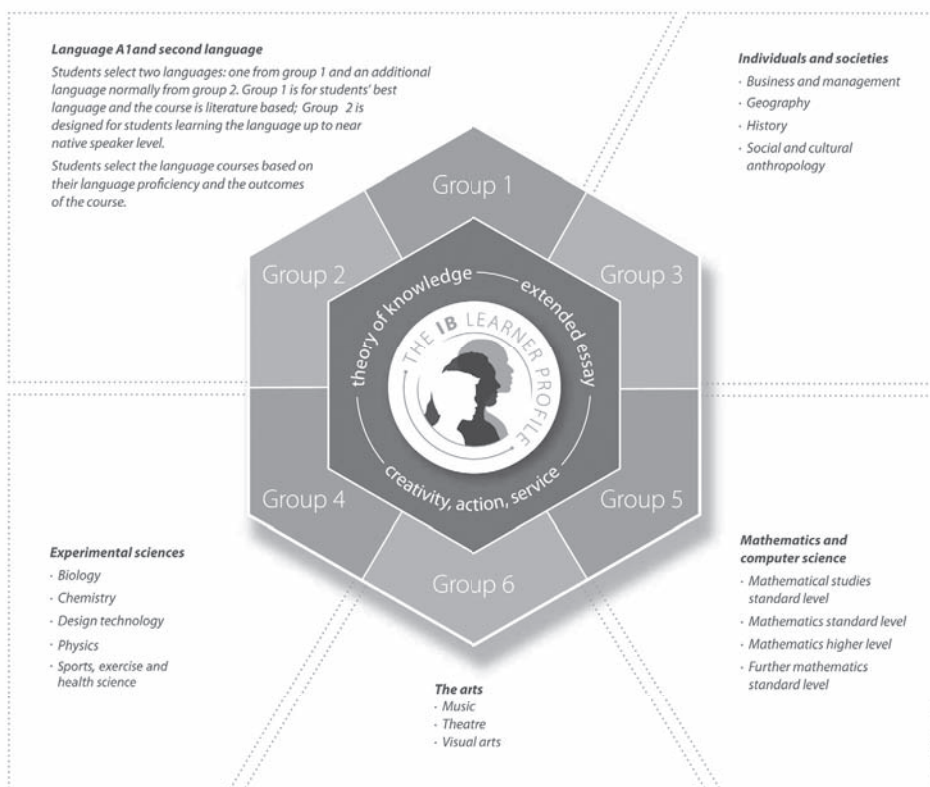 Language A1and second language
Students select two languages: one from group 1 and an additional
language normally from group 2. Group 1 is for students' best
language and the course is literature based; Group 2 is
designed for students learning the language up to near
native speaker level.
Students select the language courses based on
their language proficiency and the outcomes
of the course.
Individuals and societies
· Business and management
· Geography
· History
· Social and cultural
anthropology
Group 1
Group 2
Group 3
theory of knowledge
extended essay
creativity, action, service
THE IB LEARNER PROFILE
Group 4
Group 5
Group 6
Experimental sciences
· Biology
· Chemistry
· Design technology
· Physics
· Sports, exercise and
health science
The arts
· Music
· Theatre
· Visual arts
Mathematics and
computer science
· Mathematical studies
standard level
· Mathematics standard level
· Mathematics higher level
· Further mathematics
standard level